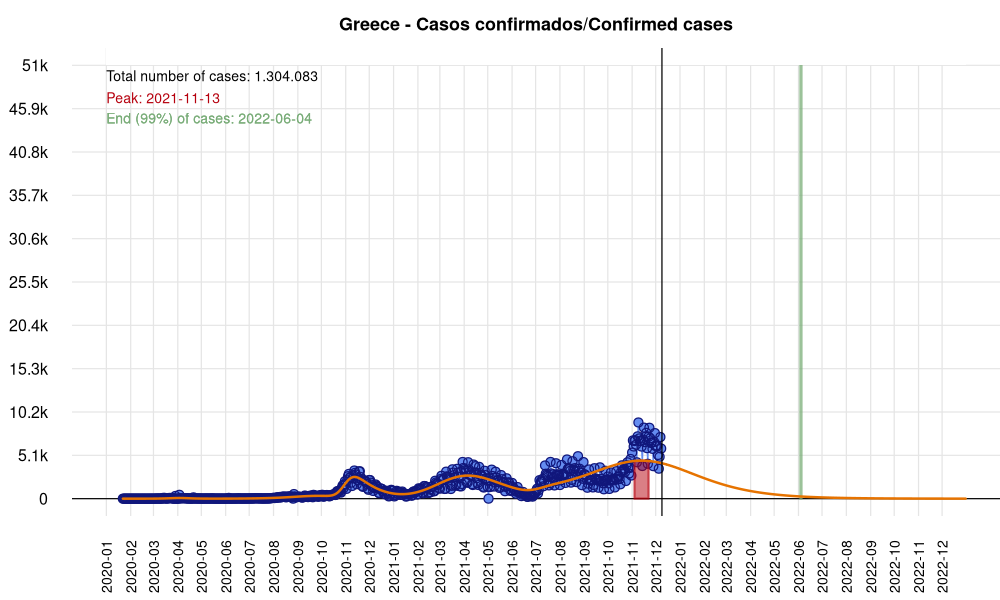 Greece - Casos confirmados/Confirmed cases
Total number of cases: 1.304.083
Peak: 2021-11-13
End (99%) of cases: 2022-06-04
51k
45.9k
40.8k
35.7k
30.6k
25.5k
20.4k
15.3k
10.2k
5.1k
0
2020-01
2020-02
2020-03
2020-04
2020-05
2020-06
2020-07
2020-08
2020-09
2020-10
2020-11
2020-12
2021-01
2021-02
2021-03
2021-04
2021-05
2021-06
2021-07
2021-08
2021-09
2021-10
2021-11
2021-12
2022-01
2022-02
2022-03
2022-04
2022-05
2022-06
2022-07
2022-08
2022-09
2022-10
2022-11
2022-12